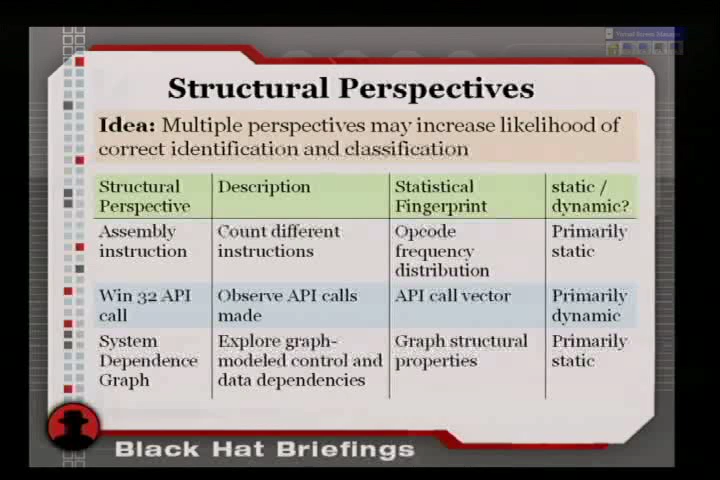 Virtual Screen Manager
Structural Perspectives
Idea: Multiple perspectives may increase likelihood of
correct identification and classification
Structural Perspective | Description | Statistical Fingerprint | static / dynamic?
Assembly instruction | Count different instructions | Opcode frequency distribution | Primarily static
Win 32 API call | Observe API calls made | API call vector | Primarily dynamic
System Dependence Graph | Explore graph-modeled control and data dependencies | Graph structural properties | Primarily static
Black Hat Briefings